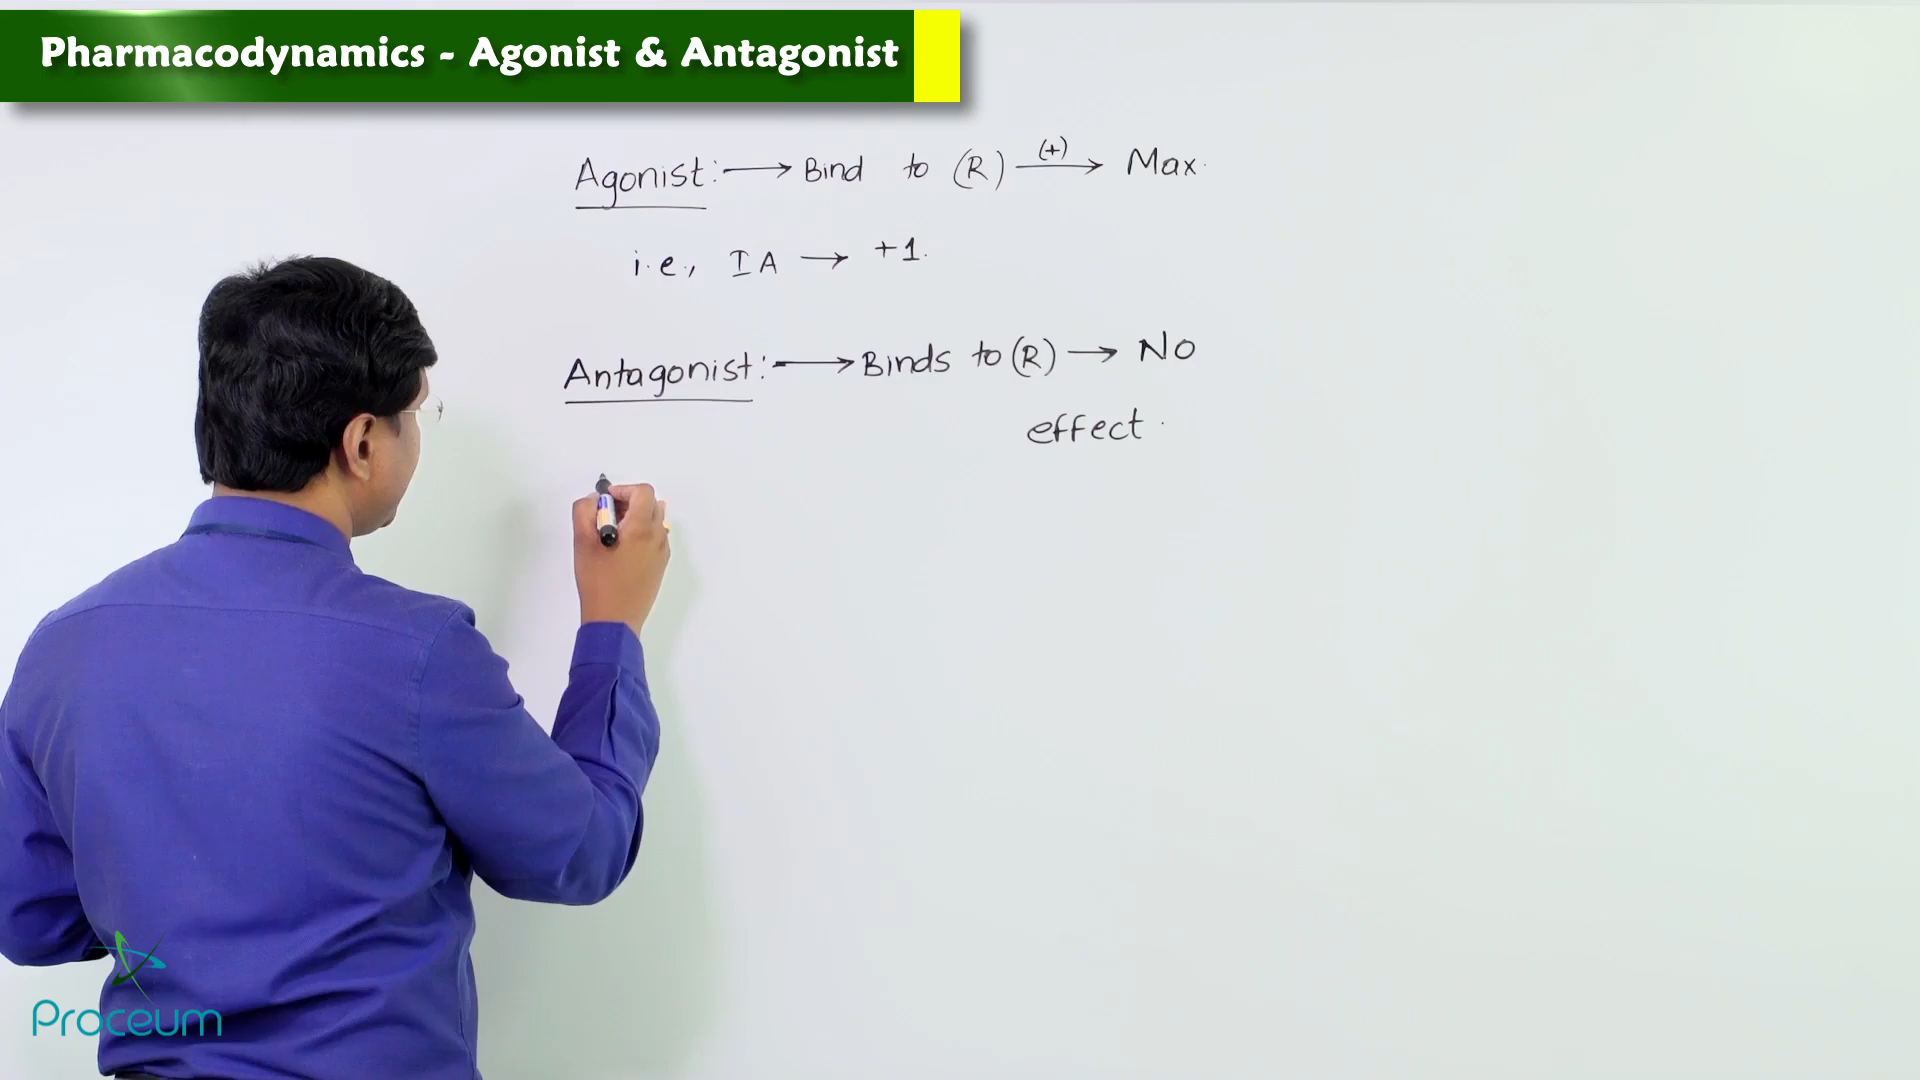 Pharmacodynamics - Agonist & Antagonist
Agonist :⟶ Bind to (R) ⟶ (+) Max.
i.e., IA ⟶ +1.
Antagonist :- ⟶ Binds to (R) ⟶ No
effect.
Proceum